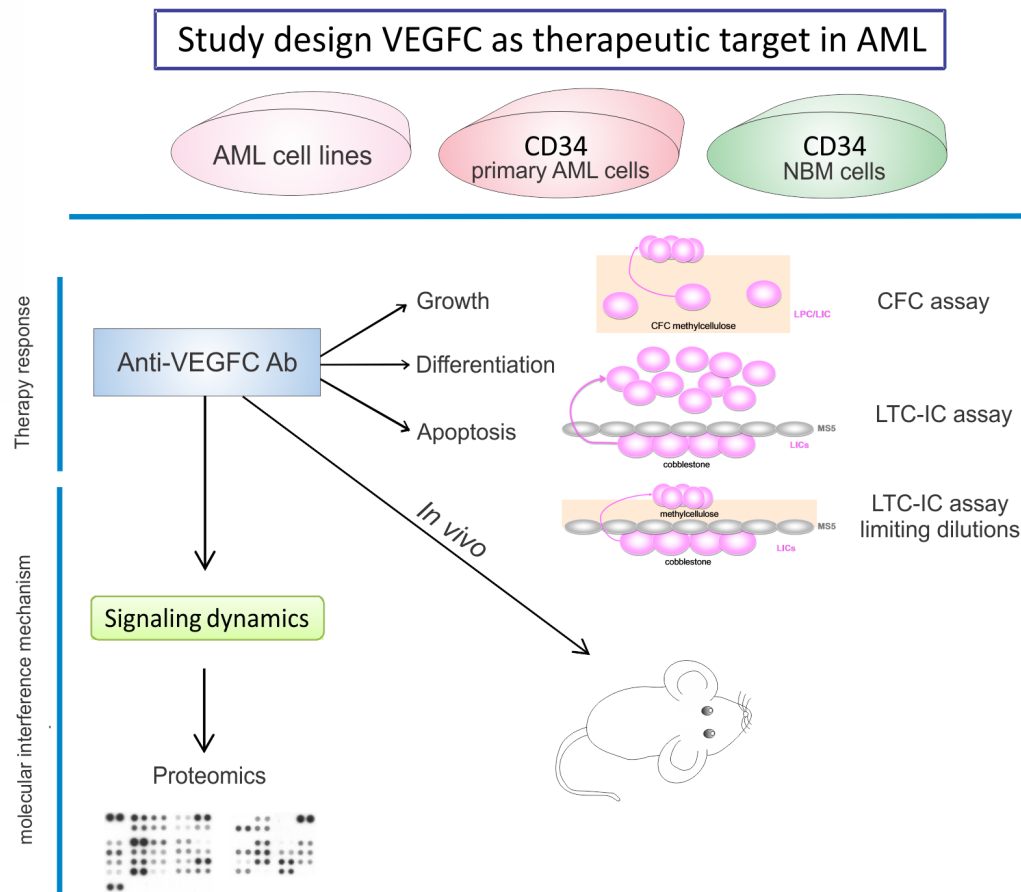 Study design VEGFC as therapeutic target in AML
AML cell lines
CD34
primary AML cells
CD34
NBM cells
Therapy response
Anti-VEGFC Ab
Growth
Differentiation
Apoptosis
LPC/LIC
CFC methylcellulose
CFC assay
MS5
LICs
cobblestone
LTC-IC assay
methylcellulose
MS5
LICs
cobblestone
LTC-IC assay
limiting dilutions
In vivo
molecular interference mechanism
Signaling dynamics
Proteomics